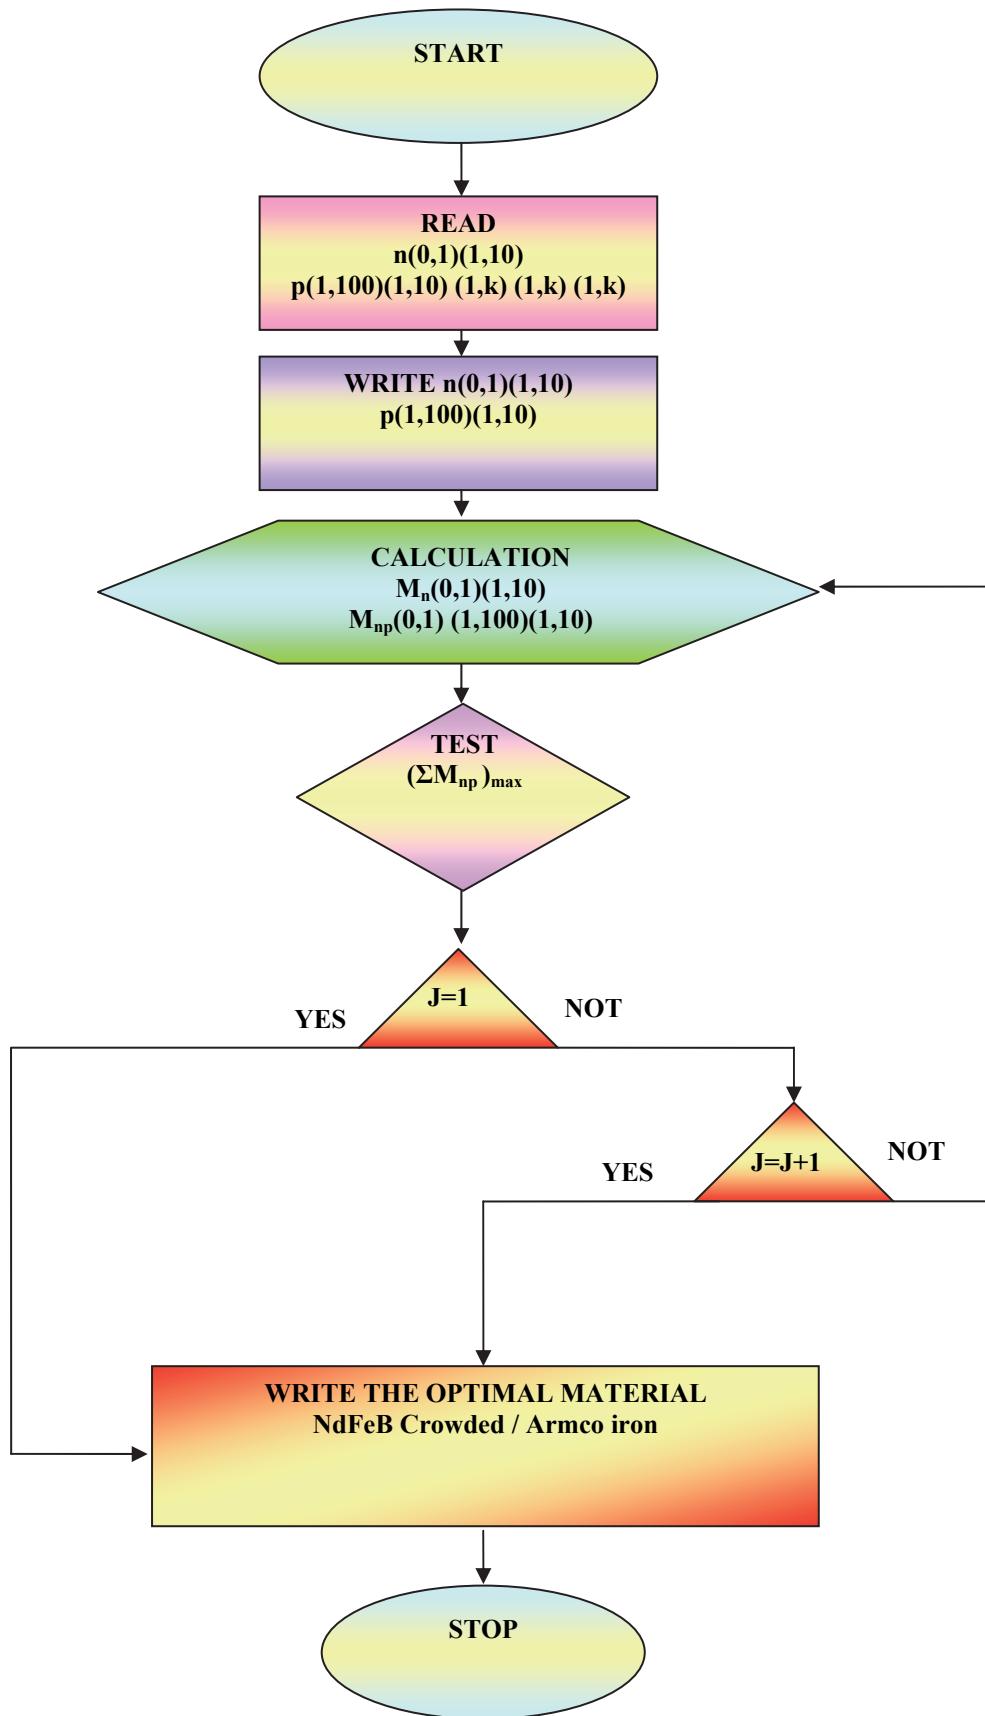 START
READ
n(0,1)(1,10)
p(1,100)(1,10) (1,k) (1,k) (1,k)
WRITE n(0,1)(1,10)
p(1,100)(1,10)
CALCULATION
Mn(0,1)(1,10)
Mnp(0,1) (1,100)(1,10)
TEST
(ΣMnp )max
J=1
YES
NOT
J=J+1
YES
NOT
WRITE THE OPTIMAL MATERIAL
NdFeB Crowded / Armco iron
STOP